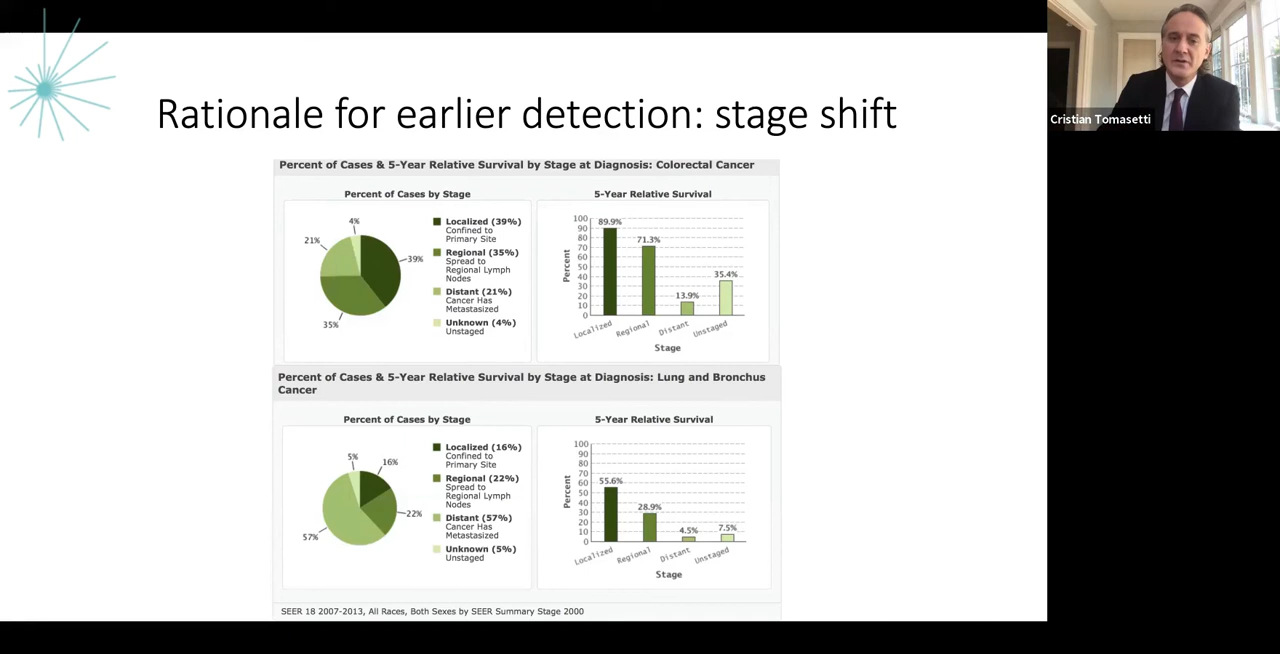 Rationale for earlier detection: stage shift
Cristian Tomasetti
Percent of Cases & 5-Year Relative Survival by Stage at Diagnosis: Colorectal Cancer
Percent of Cases by Stage
4%
21%
39%
35%
Localized (39%)
Confined to
Primary Site
Regional (35%)
Spread to
Regional Lymph
Nodes
Distant (21%)
Cancer Has
Metastasized
Unknown (4%)
Unstaged
5-Year Relative Survival
Percent
100
90
80
70
60
50
40
30
20
10
0
89.9%
71.3%
13.9%
35.4%
Localized
Regional
Distant
Unstaged
Stage
Percent of Cases & 5-Year Relative Survival by Stage at Diagnosis: Lung and Bronchus
Cancer
Percent of Cases by Stage
5%
16%
22%
57%
Localized (16%)
Confined to
Primary Site
Regional (22%)
Spread to
Regional Lymph
Nodes
Distant (57%)
Cancer Has
Metastasized
Unknown (5%)
Unstaged
5-Year Relative Survival
Percent
100
90
80
70
60
50
40
30
20
10
0
55.6%
28.9%
4.5%
7.5%
Localized
Regional
Distant
Unstaged
Stage
SEER 18 2007-2013, All Races, Both Sexes by SEER Summary Stage 2000